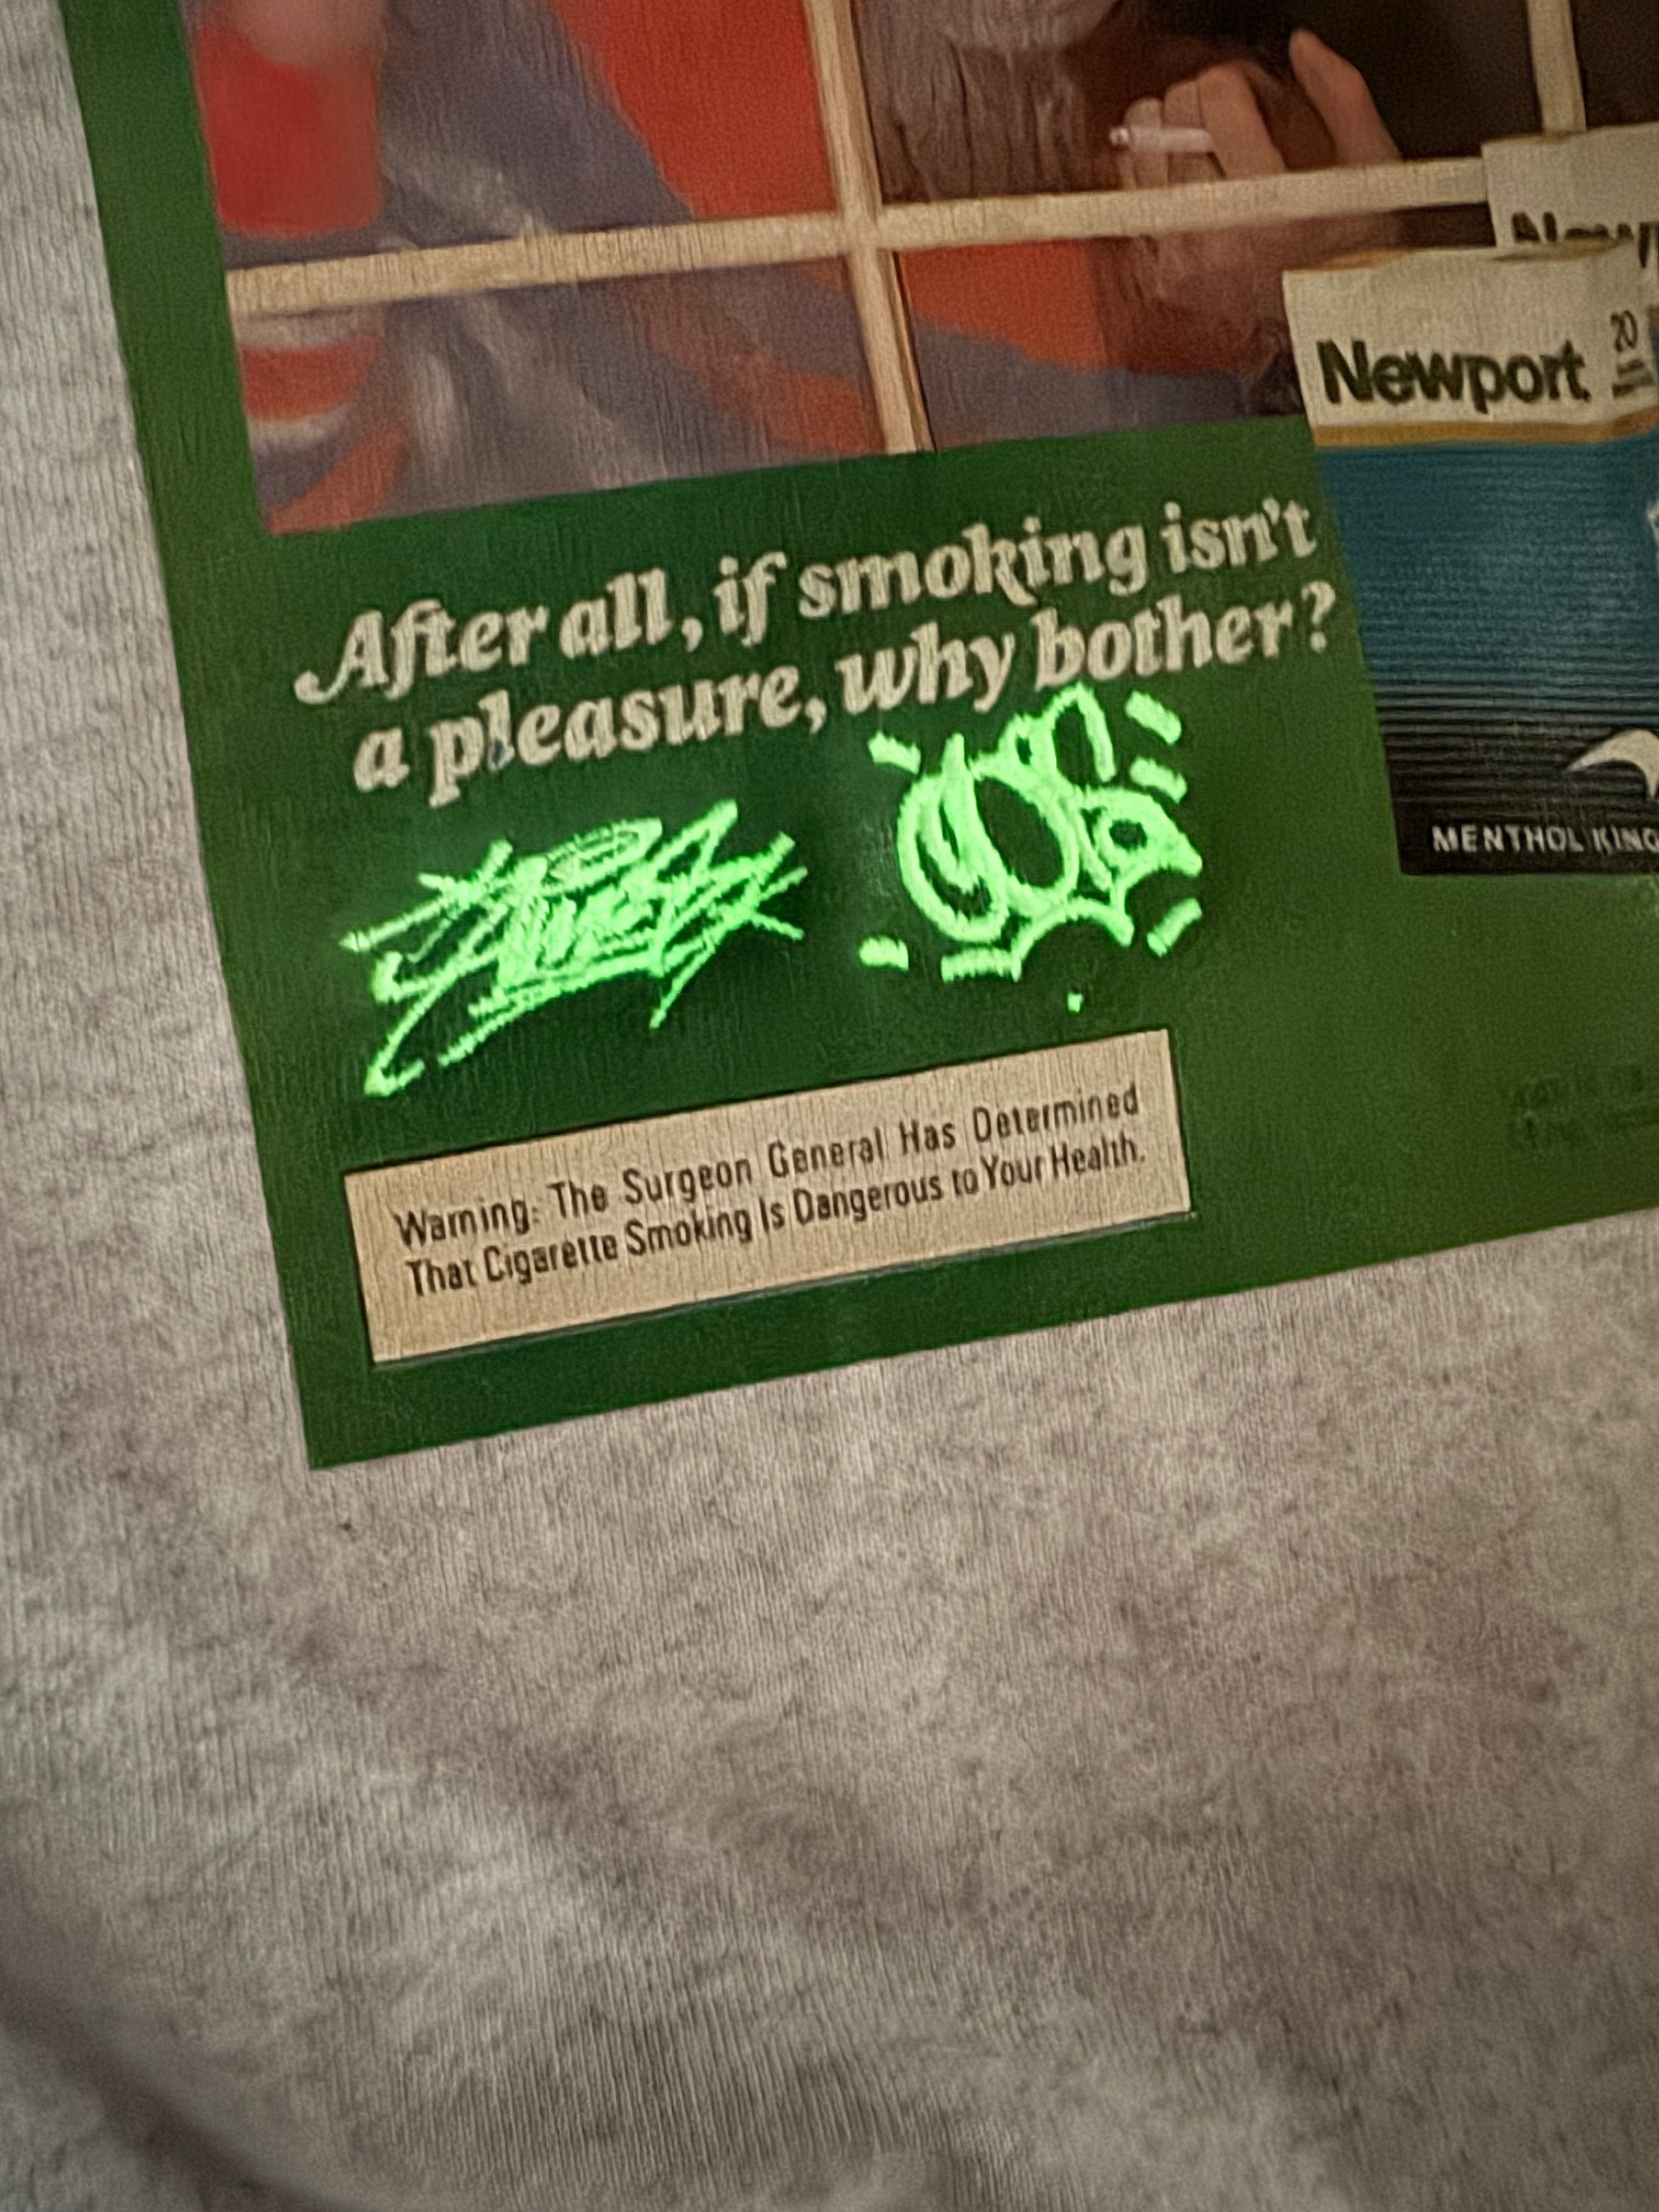 Newport
20
After all, if smoking isn't
a pleasure, why bother?
MENTHOL KING
Warning: The Surgeon General Has Determined
That Cigarette Smoking Is Dangerous to Your Health.